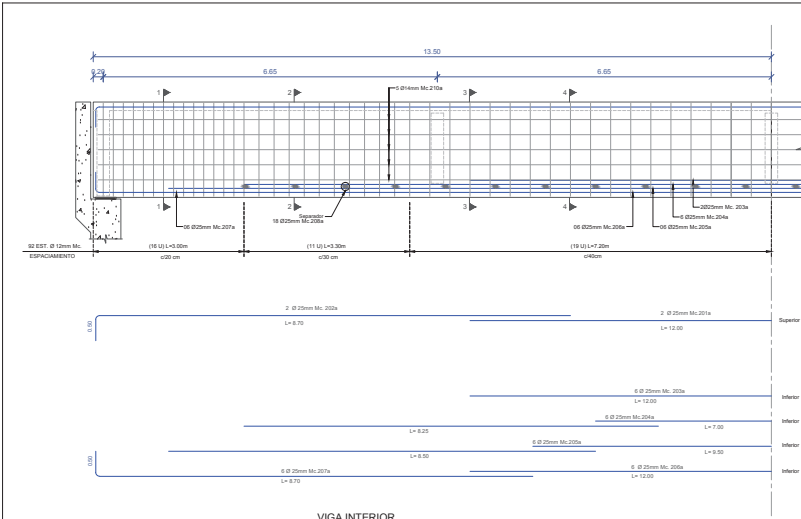 13.50
0.20
6.65
6.65
1
2
3
4
5 Ø14mm Mc.210a
1
2
3
4
2Ø25mm Mc. 203a
6 Ø25mm Mc.204a
06 Ø25mm Mc.205a
06 Ø25mm Mc.206a
Separador
18 Ø25mm Mc.208a
06 Ø25mm Mc.207a
92 EST. Ø 12mm Mc.
ESPACIAMIENTO
(16 U) L=3.00m
c/20 cm
(11 U) L=3.30m
c/30 cm
(19 U) L=7.20m
c/40cm
0.50
2 Ø 25mm Mc. 202a
L= 8.70
2 Ø 25mm Mc.201a
L= 12.00
Superior
6 Ø 25mm Mc. 203a
L= 12.00
Inferior
L= 8.25
6 Ø 25mm Mc.204a
L= 7.00
Inferior
0.50
L= 8.50
6 Ø 25mm Mc.205a
L= 9.50
Inferior
6 Ø 25mm Mc.207a
L= 8.70
6 Ø 25mm Mc. 206a
L= 12.00
Inferior
VIGA INTERIOR